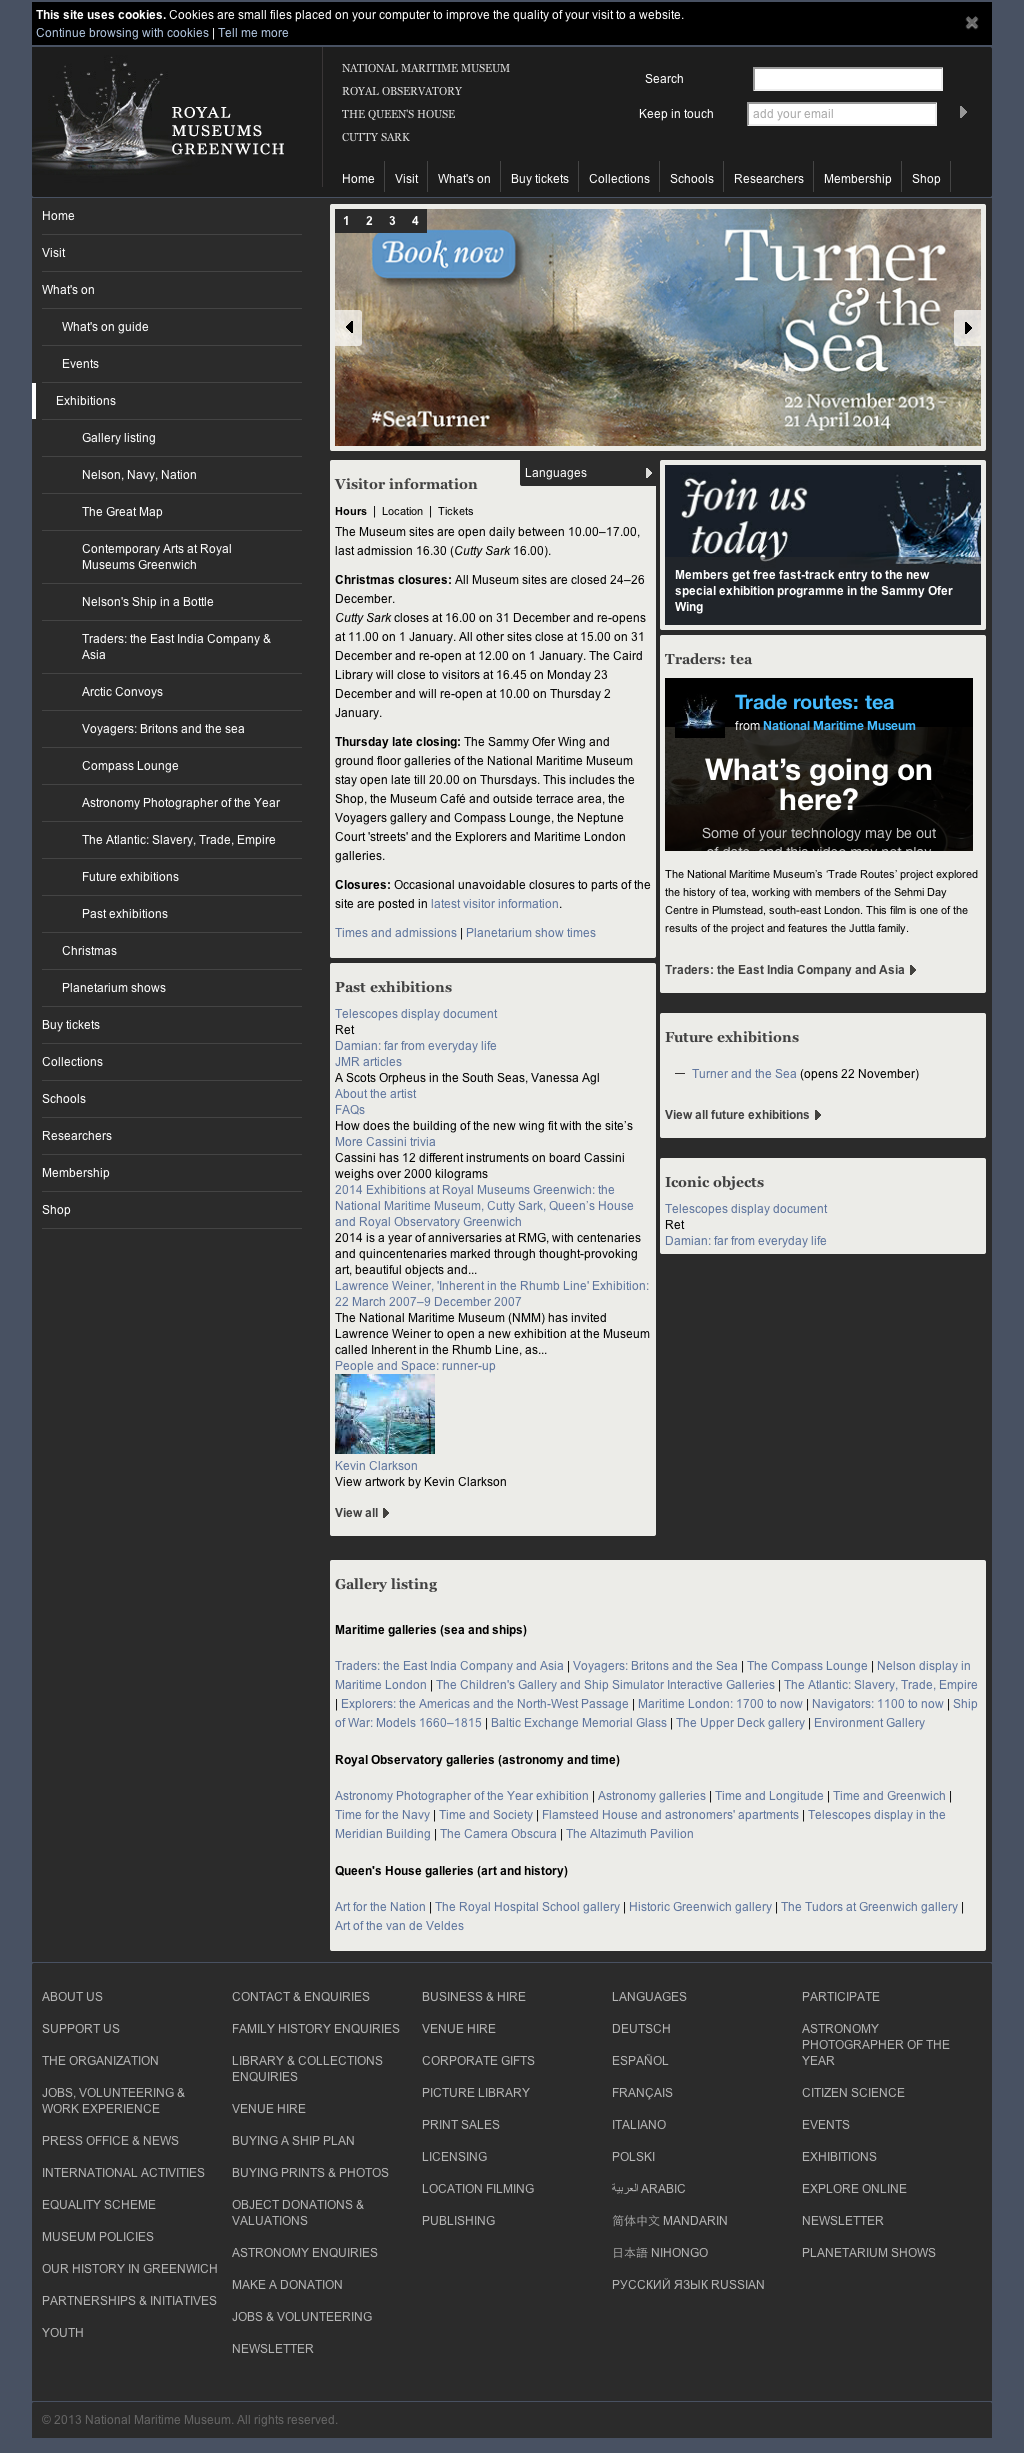 This site uses cookies. Cookies are small files placed on your computer to improve the quality of your visit to a website.
Continue browsing with cookies | Tell me more
ROYAL
MUSEUMS
GREENWICH
NATIONAL MARITIME MUSEUM
ROYAL OBSERVATORY
THE QUEEN'S HOUSE
CUTTY SARK
Search
Keep in touch
add your email
Home
Visit
What's on
Buy tickets
Collections
Schools
Researchers
Membership
Shop
Home
Visit
What's on
What's on guide
Events
Exhibitions
Gallery listing
Nelson, Navy, Nation
The Great Map
Contemporary Arts at Royal
Museums Greenwich
Nelson's Ship in a Bottle
Traders: the East India Company &
Asia
Arctic Convoys
Voyagers: Britons and the sea
Compass Lounge
Astronomy Photographer of the Year
The Atlantic: Slavery, Trade, Empire
Future exhibitions
Past exhibitions
Christmas
Planetarium shows
Buy tickets
Collections
Schools
Researchers
Membership
Shop
1 2 3 4
Book now
Turner
& the
Sea
22 November 2013–
21 April 2014
#SeaTurner
Visitor information
Languages
Hours | Location | Tickets
The Museum sites are open daily between 10.00–17.00,
last admission 16.30 (Cutty Sark 16.00).
Christmas closures: All Museum sites are closed 24–26
December.
Cutty Sark closes at 16.00 on 31 December and re-opens
at 11.00 on 1 January. All other sites close at 15.00 on 31
December and re-open at 12.00 on 1 January. The Caird
Library will close to visitors at 16.45 on Monday 23
December and will re-open at 10.00 on Thursday 2
January.
Thursday late closing: The Sammy Ofer Wing and
ground floor galleries of the National Maritime Museum
stay open late till 20.00 on Thursdays. This includes the
Shop, the Museum Café and outside terrace area, the
Voyagers gallery and Compass Lounge, the Neptune
Court 'streets' and the Explorers and Maritime London
galleries.
Closures: Occasional unavoidable closures to parts of the
site are posted in latest visitor information.
Times and admissions | Planetarium show times
Past exhibitions
Telescopes display document
Ret
Damian: far from everyday life
JMR articles
A Scots Orpheus in the South Seas, Vanessa Agl
About the artist
FAQs
How does the building of the new wing fit with the site’s
More Cassini trivia
Cassini has 12 different instruments on board Cassini
weighs over 2000 kilograms
2014 Exhibitions at Royal Museums Greenwich: the
National Maritime Museum, Cutty Sark, Queen’s House
and Royal Observatory Greenwich
2014 is a year of anniversaries at RMG, with centenaries
and quincentenaries marked through thought-provoking
art, beautiful objects and...
Lawrence Weiner, 'Inherent in the Rhumb Line' Exhibition:
22 March 2007–9 December 2007
The National Maritime Museum (NMM) has invited
Lawrence Weiner to open a new exhibition at the Museum
called Inherent in the Rhumb Line, as...
People and Space: runner-up
Kevin Clarkson
View artwork by Kevin Clarkson
View all
Join us
today
Members get free fast-track entry to the new
special exhibition programme in the Sammy Ofer
Wing
Traders: tea
Trade routes: tea
from National Maritime Museum
What’s going on
here?
Some of your technology may be out
of date, and this video may not play
The National Maritime Museum’s ‘Trade Routes’ project explored
the history of tea, working with members of the Sehmi Day
Centre in Plumstead, south-east London. This film is one of the
results of the project and features the Juttla family.
Traders: the East India Company and Asia
Future exhibitions
— Turner and the Sea (opens 22 November)
View all future exhibitions
Iconic objects
Telescopes display document
Ret
Damian: far from everyday life
Gallery listing
Maritime galleries (sea and ships)
Traders: the East India Company and Asia | Voyagers: Britons and the Sea | The Compass Lounge | Nelson display in
Maritime London | The Children's Gallery and Ship Simulator Interactive Galleries | The Atlantic: Slavery, Trade, Empire
| Explorers: the Americas and the North-West Passage | Maritime London: 1700 to now | Navigators: 1100 to now | Ship
of War: Models 1660–1815 | Baltic Exchange Memorial Glass | The Upper Deck gallery | Environment Gallery
Royal Observatory galleries (astronomy and time)
Astronomy Photographer of the Year exhibition | Astronomy galleries | Time and Longitude | Time and Greenwich |
Time for the Navy | Time and Society | Flamsteed House and astronomers' apartments | Telescopes display in the
Meridian Building | The Camera Obscura | The Altazimuth Pavilion
Queen's House galleries (art and history)
Art for the Nation | The Royal Hospital School gallery | Historic Greenwich gallery | The Tudors at Greenwich gallery |
Art of the van de Veldes
ABOUT US
SUPPORT US
THE ORGANIZATION
JOBS, VOLUNTEERING &
WORK EXPERIENCE
PRESS OFFICE & NEWS
INTERNATIONAL ACTIVITIES
EQUALITY SCHEME
MUSEUM POLICIES
OUR HISTORY IN GREENWICH
PARTNERSHIPS & INITIATIVES
YOUTH
CONTACT & ENQUIRIES
FAMILY HISTORY ENQUIRIES
LIBRARY & COLLECTIONS
ENQUIRIES
VENUE HIRE
BUYING A SHIP PLAN
BUYING PRINTS & PHOTOS
OBJECT DONATIONS &
VALUATIONS
ASTRONOMY ENQUIRIES
MAKE A DONATION
JOBS & VOLUNTEERING
NEWSLETTER
BUSINESS & HIRE
VENUE HIRE
CORPORATE GIFTS
PICTURE LIBRARY
PRINT SALES
LICENSING
LOCATION FILMING
PUBLISHING
LANGUAGES
DEUTSCH
ESPAÑOL
FRANÇAIS
ITALIANO
POLSKI
العربية ARABIC
简体中文 MANDARIN
日本語 NIHONGO
РУССКИЙ ЯЗЫК RUSSIAN
PARTICIPATE
ASTRONOMY
PHOTOGRAPHER OF THE
YEAR
CITIZEN SCIENCE
EVENTS
EXHIBITIONS
EXPLORE ONLINE
NEWSLETTER
PLANETARIUM SHOWS
© 2013 National Maritime Museum. All rights reserved.